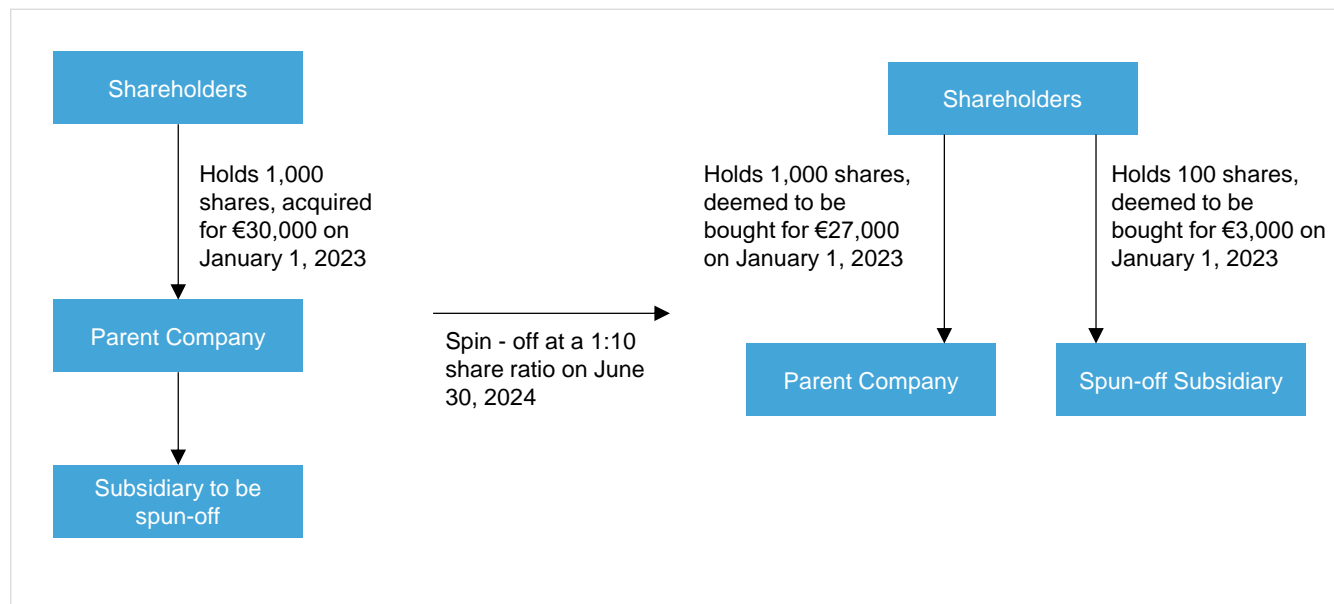 Shareholders
Holds 1,000
shares, acquired
for €30,000 on
January 1, 2023
Parent Company
Subsidiary to be
spun-off
Spin - off at a 1:10
share ratio on June
30, 2024
Shareholders
Holds 1,000 shares,
deemed to be
bought for €27,000
on January 1, 2023
Holds 100 shares,
deemed to be
bought for €3,000 on
January 1, 2023
Parent Company
Spun-off Subsidiary